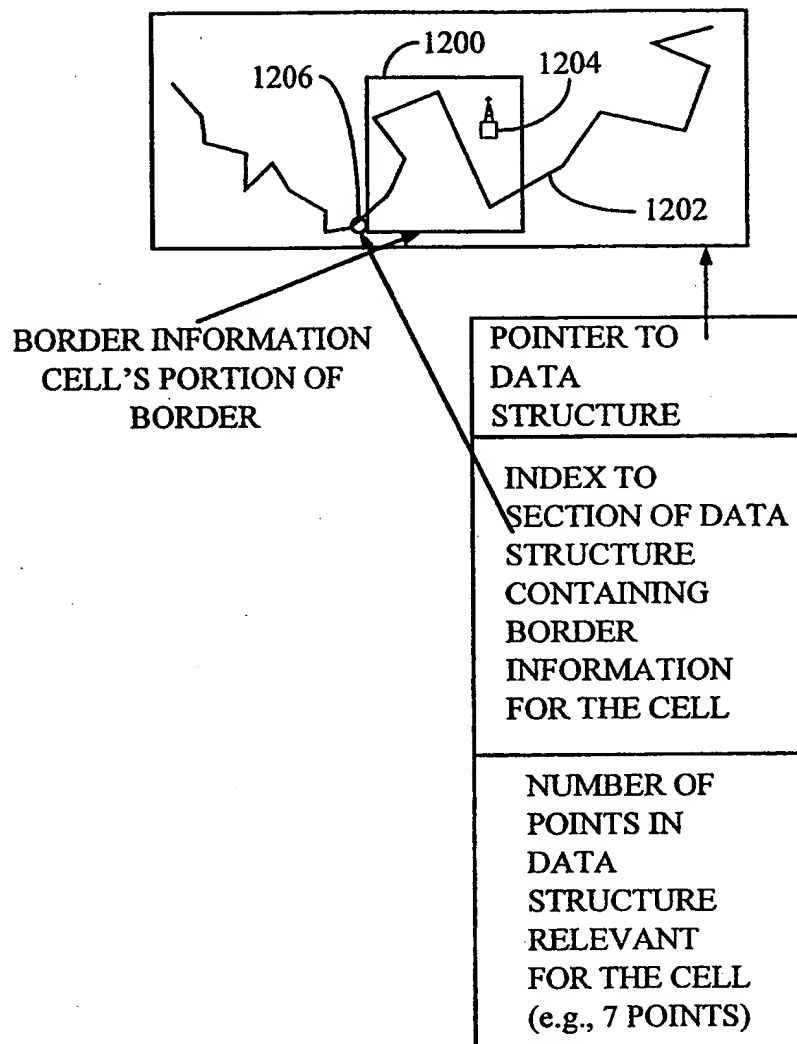 1200
1206
1204
1202
BORDER INFORMATION
CELL'S PORTION OF
BORDER
POINTER TO
DATA
STRUCTURE
INDEX TO
SECTION OF DATA
STRUCTURE
CONTAINING
BORDER
INFORMATION
FOR THE CELL
NUMBER OF
POINTS IN
DATA
STRUCTURE
RELEVANT
FOR THE CELL
(e.g., 7 POINTS)